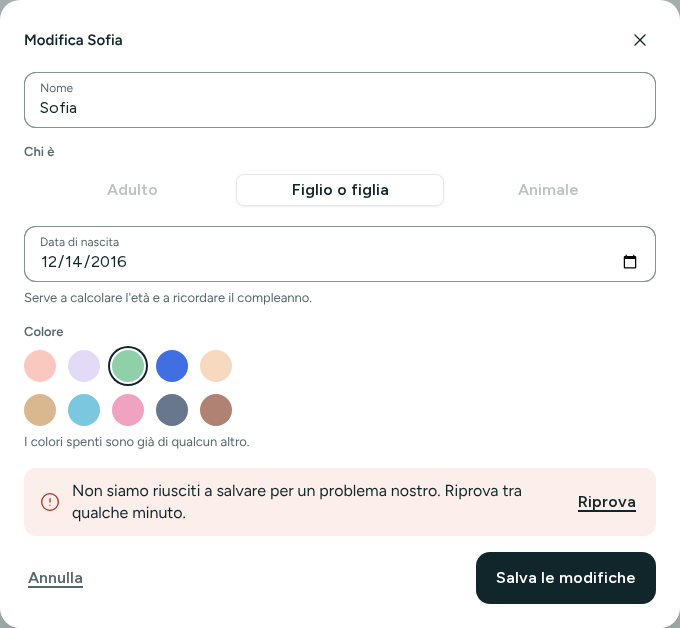 Modifica Sofia
Nome
Sofia
Chi è
Adulto
Figlio o figlia
Animale
Data di nascita
12/14/2016
Serve a calcolare l'età e a ricordare il compleanno.
Colore
I colori spenti sono già di qualcun altro.
Non siamo riusciti a salvare per un problema nostro. Riprova tra
qualche minuto.
Riprova
Annulla
Salva le modifiche